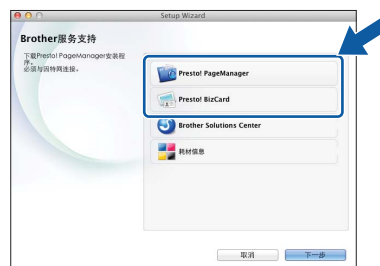 Setup Wizard
Brother服务支持
下载Presto! PageManager安装程
序。
必须与因特网连接。
Presto! PageManager
Presto! BizCard
Brother Solutions Center
耗材信息
取消
下一步